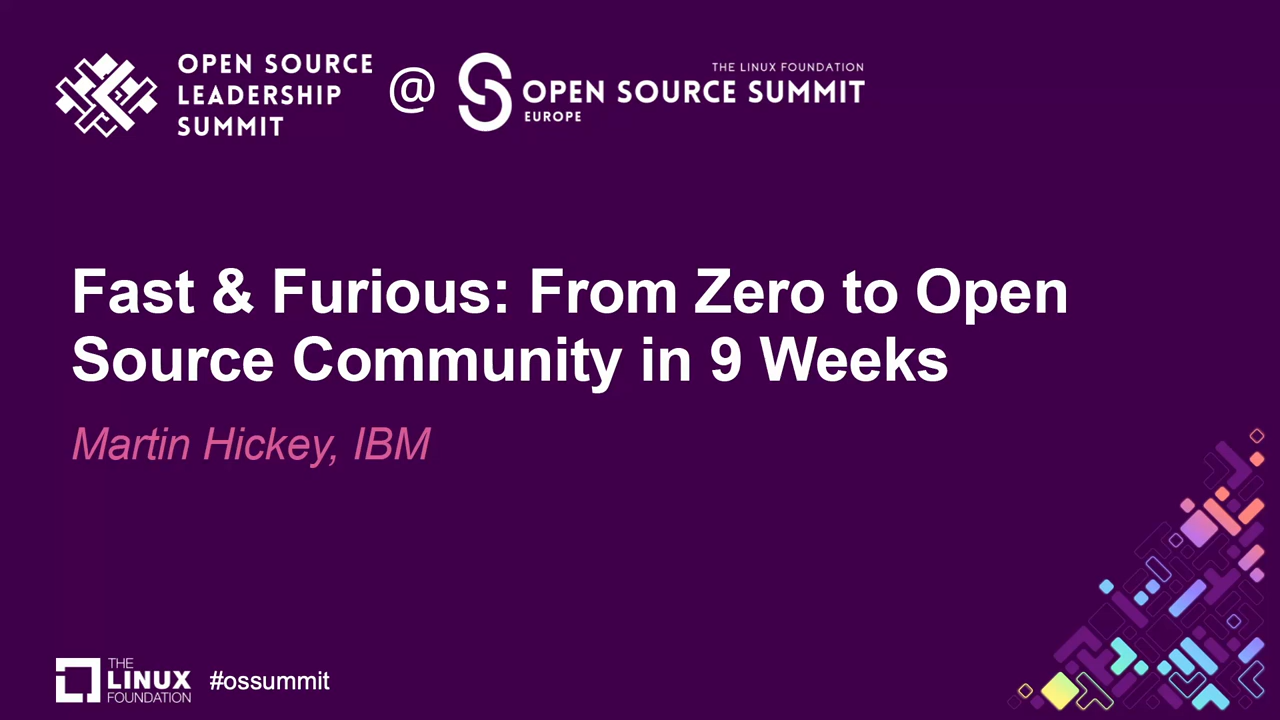 OPEN SOURCE
LEADERSHIP
SUMMIT
@
THE LINUX FOUNDATION
OPEN SOURCE SUMMIT
EUROPE
Fast & Furious: From Zero to Open
Source Community in 9 Weeks
Martin Hickey, IBM
THE
LINUX
FOUNDATION
#ossummit